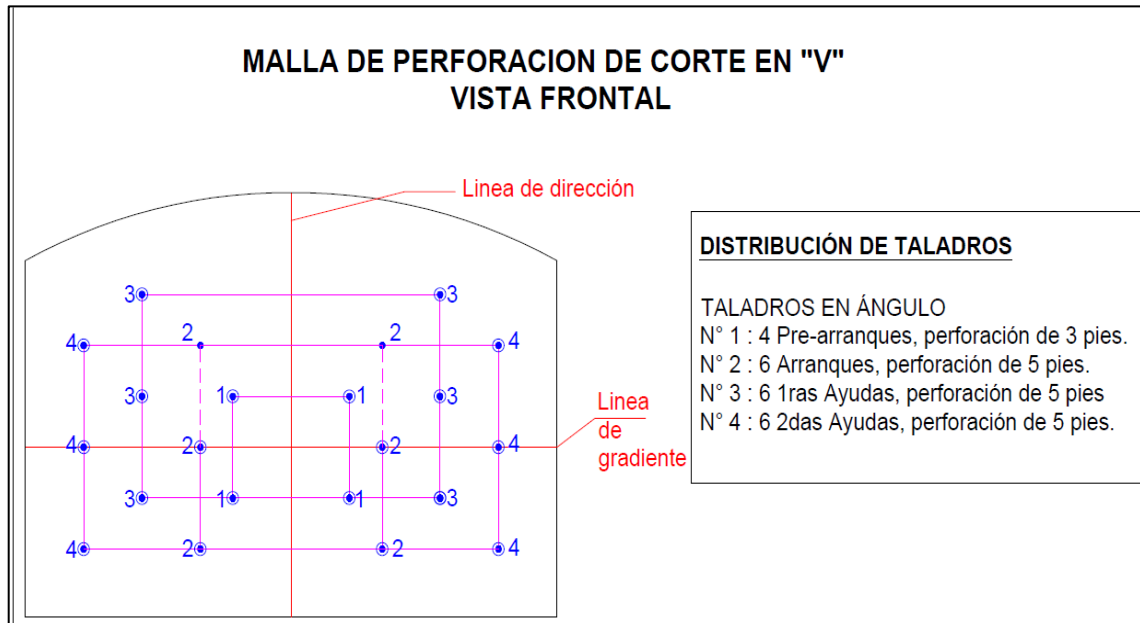 MALLA DE PERFORACION DE CORTE EN "V"
VISTA FRONTAL
Linea de dirección
3 3
4 2 2 4
3 1 1 3
4 2 2 4
3 1 1 3
4 2 2 4
Linea
de
gradiente
DISTRIBUCIÓN DE TALADROS
TALADROS EN ÁNGULO
N° 1 : 4 Pre-arranques, perforación de 3 pies.
N° 2 : 6 Arranques, perforación de 5 pies.
N° 3 : 6 1ras Ayudas, perforación de 5 pies
N° 4 : 6 2das Ayudas, perforación de 5 pies.